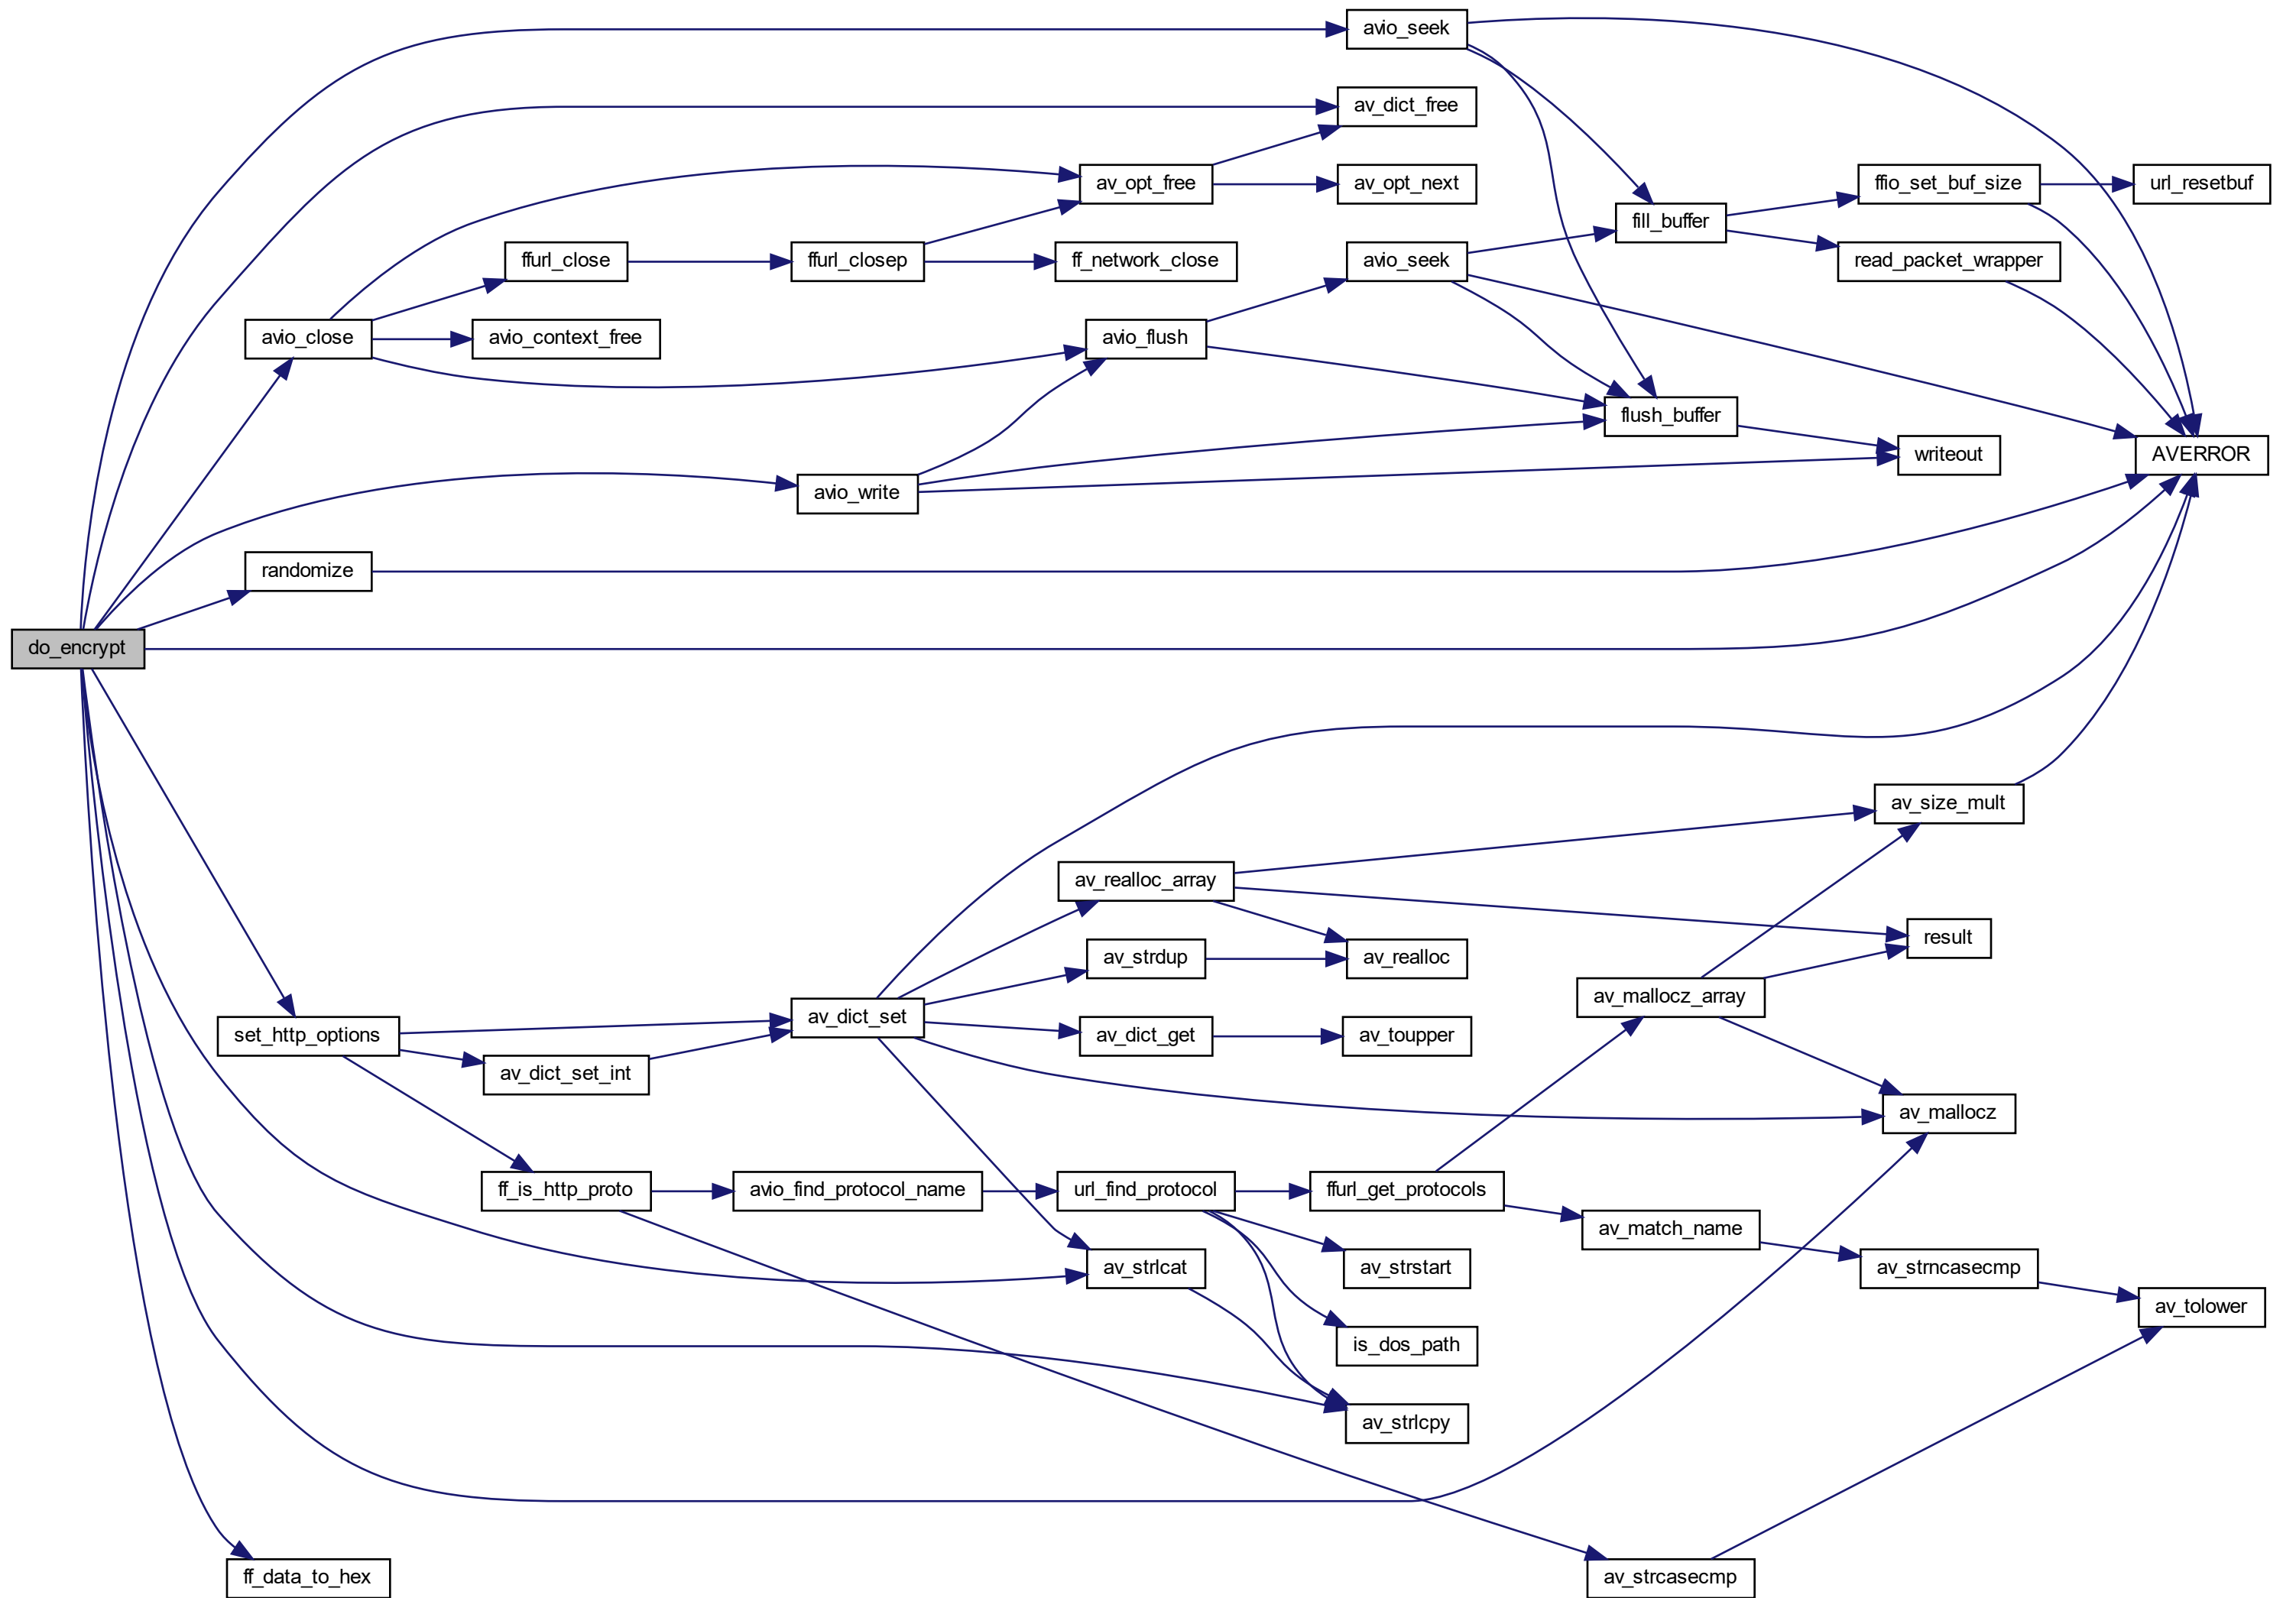 avio_seek
av_dict_free
av_opt_free
av_opt_next
ffio_set_buf_size
url_resetbuf
fill_buffer
ffurl_close
ffurl_closep
ff_network_close
avio_seek
read_packet_wrapper
avio_close
avio_context_free
avio_flush
flush_buffer
writeout
AVERROR
avio_write
randomize
do_encrypt
av_size_mult
av_realloc_array
result
av_strdup
av_realloc
av_mallocz_array
av_dict_set
set_http_options
av_dict_get
av_toupper
av_dict_set_int
av_mallocz
ff_is_http_proto
avio_find_protocol_name
url_find_protocol
ffurl_get_protocols
av_match_name
av_strlcat
av_strstart
av_strncasecmp
av_tolower
is_dos_path
av_strlcpy
ff_data_to_hex
av_strcasecmp